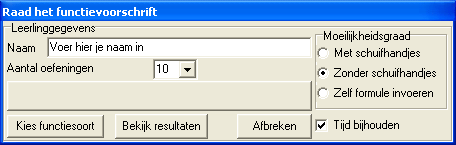 Raad het functievoorschrift
Leerlinggegevens
Naam Voer hier je naam in
Aantal oefeningen 10
Moeilijkheidsgraad
Met schuifhandjes
Zonder schuifhandjes
Zelf formule invoeren
Kies functiesoort Bekijk resultaten Afbreken Tijd bijhouden